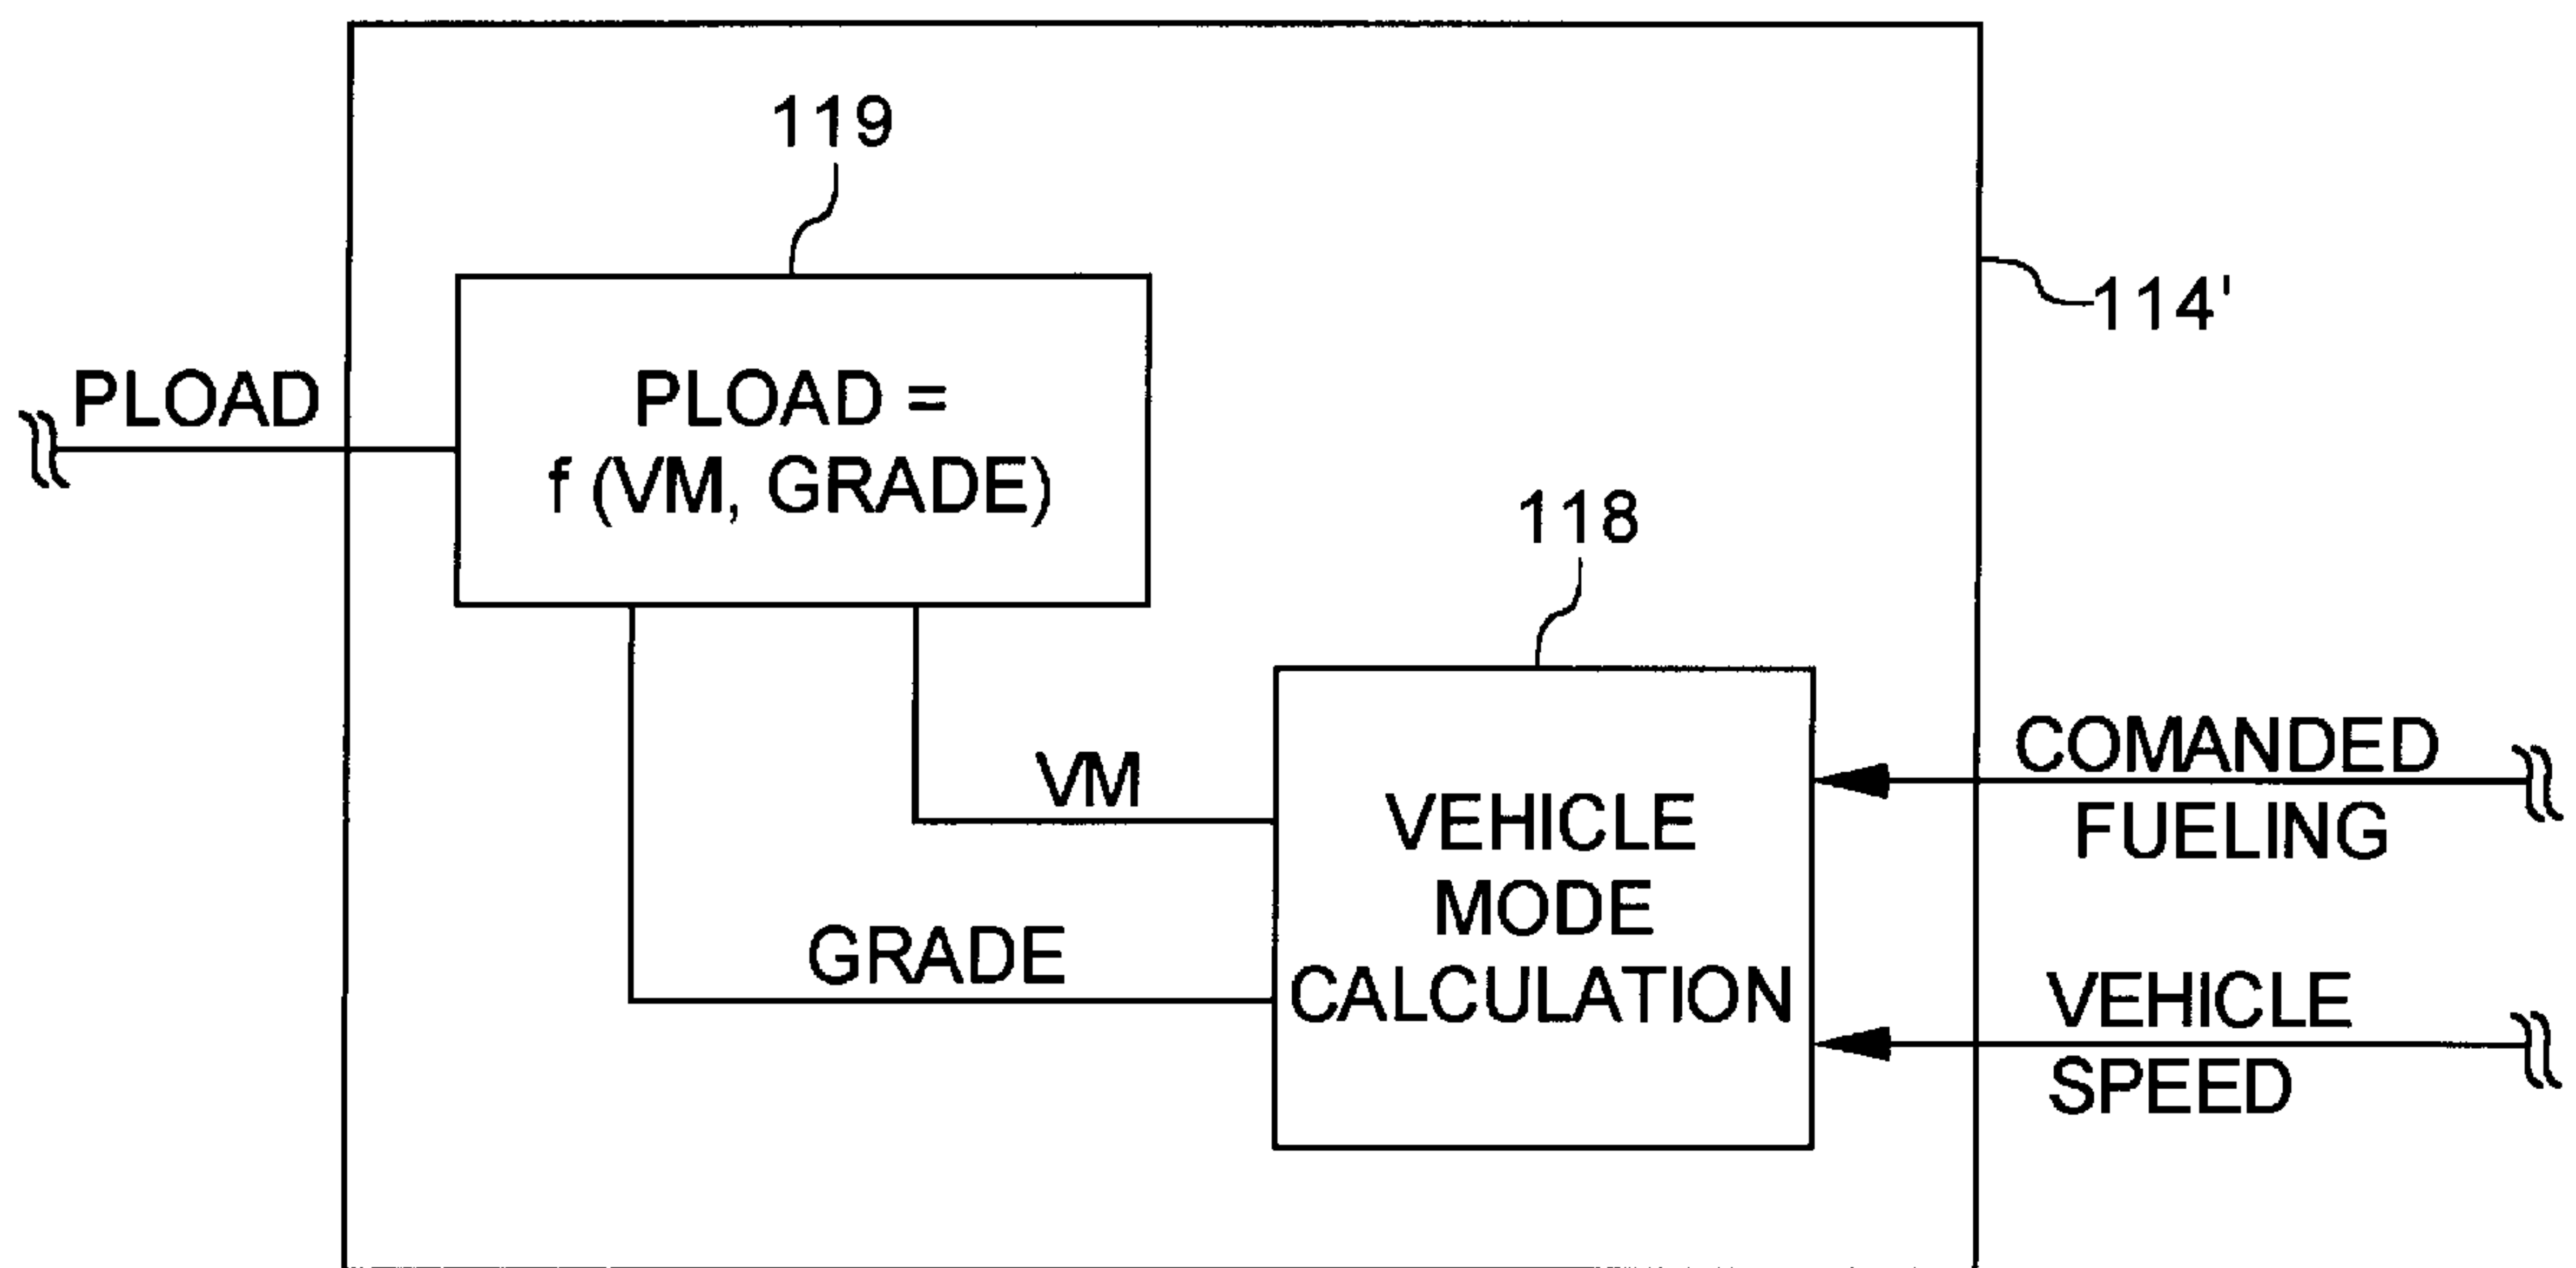 119
114'
PLOAD
PLOAD =
f (VM, GRADE)
118
VM
GRADE
VEHICLE
MODE
CALCULATION
COMANDED
FUELING
VEHICLE
SPEED